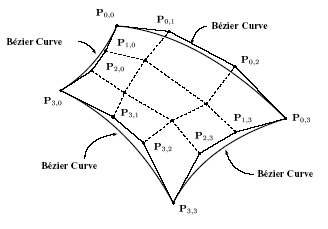 P0,0
P0,1
Bézier Curve
Bézier Curve
P1,0
P0,2
P2,0
P3,0
P3,1
P1,3
P0,3
P2,3
P3,2
Bézier Curve
Bézier Curve
P3,3